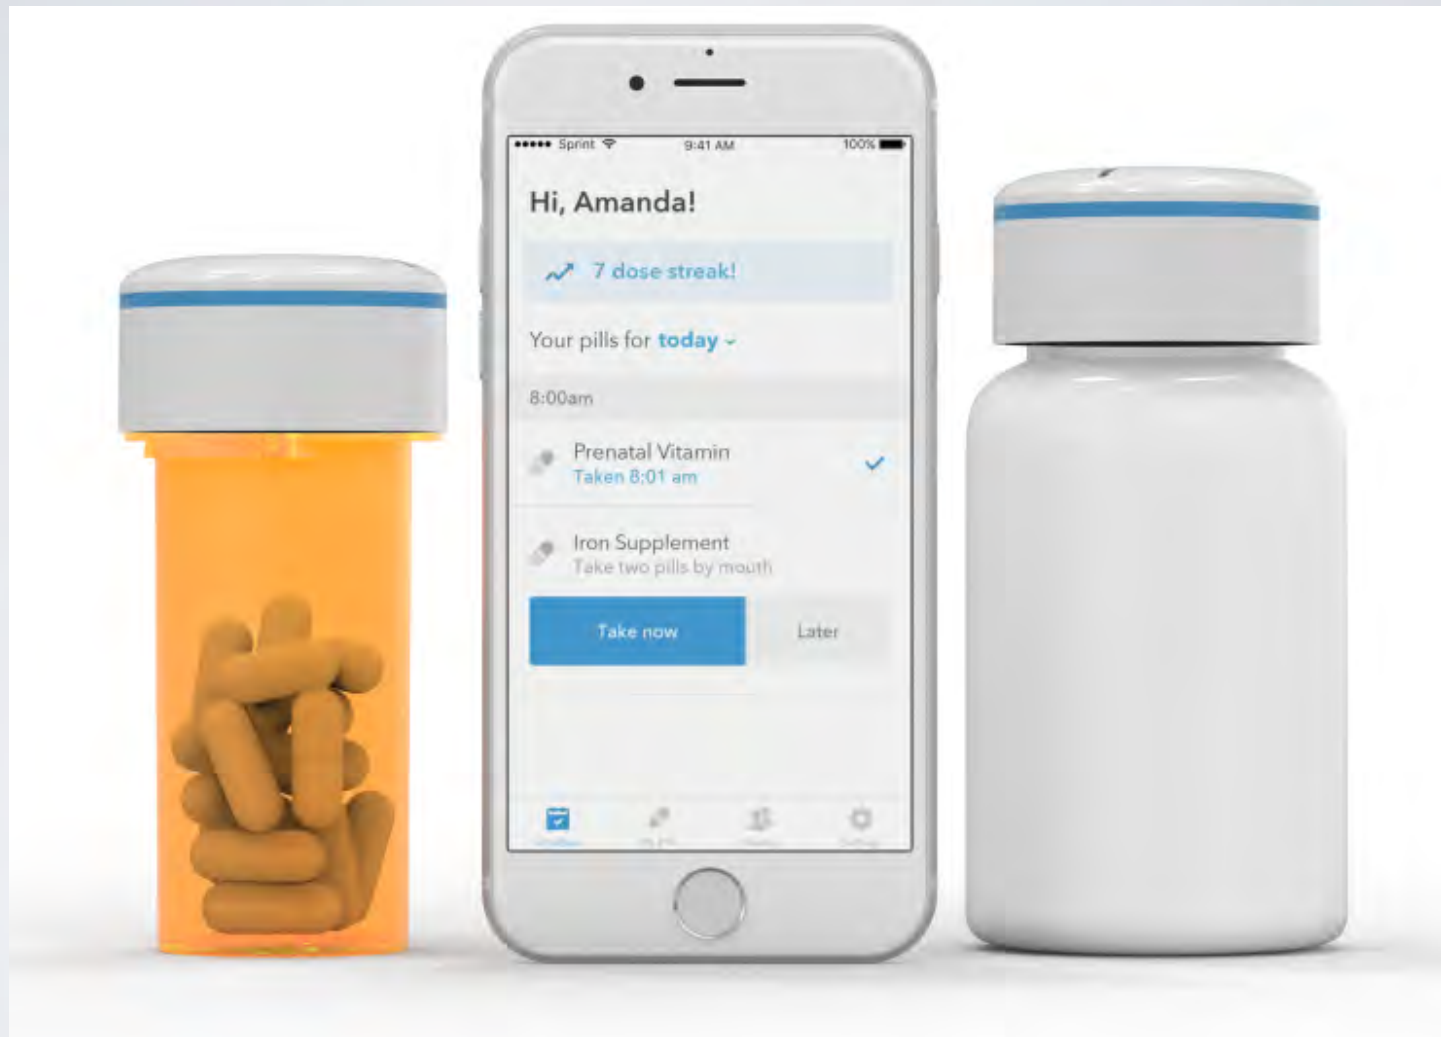 Sprint 9:41 AM 100%
Hi, Amanda!
7 dose streak!
Your pills for today
8:00am
Prenatal Vitamin
Taken 8:01 am
Iron Supplement
Take two pills by mouth
Take now Later